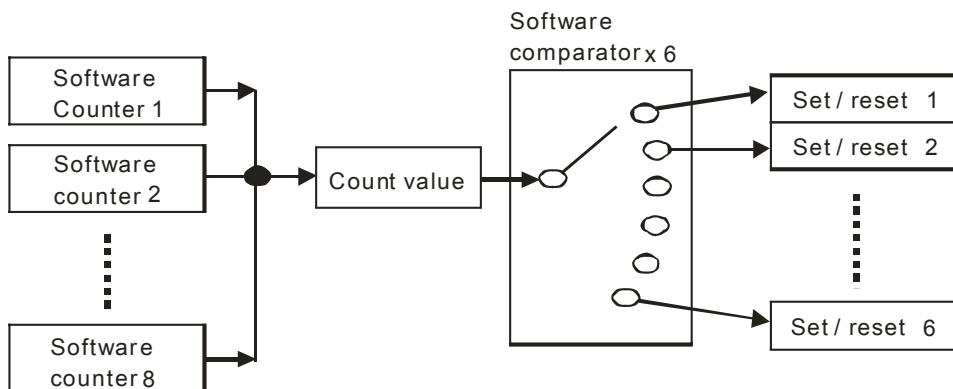 Software
comparator x 6
Software
Counter 1
Set / reset 1
Set / reset 2
Software
counter 2
Count value
Software
counter 8
Set / reset 6